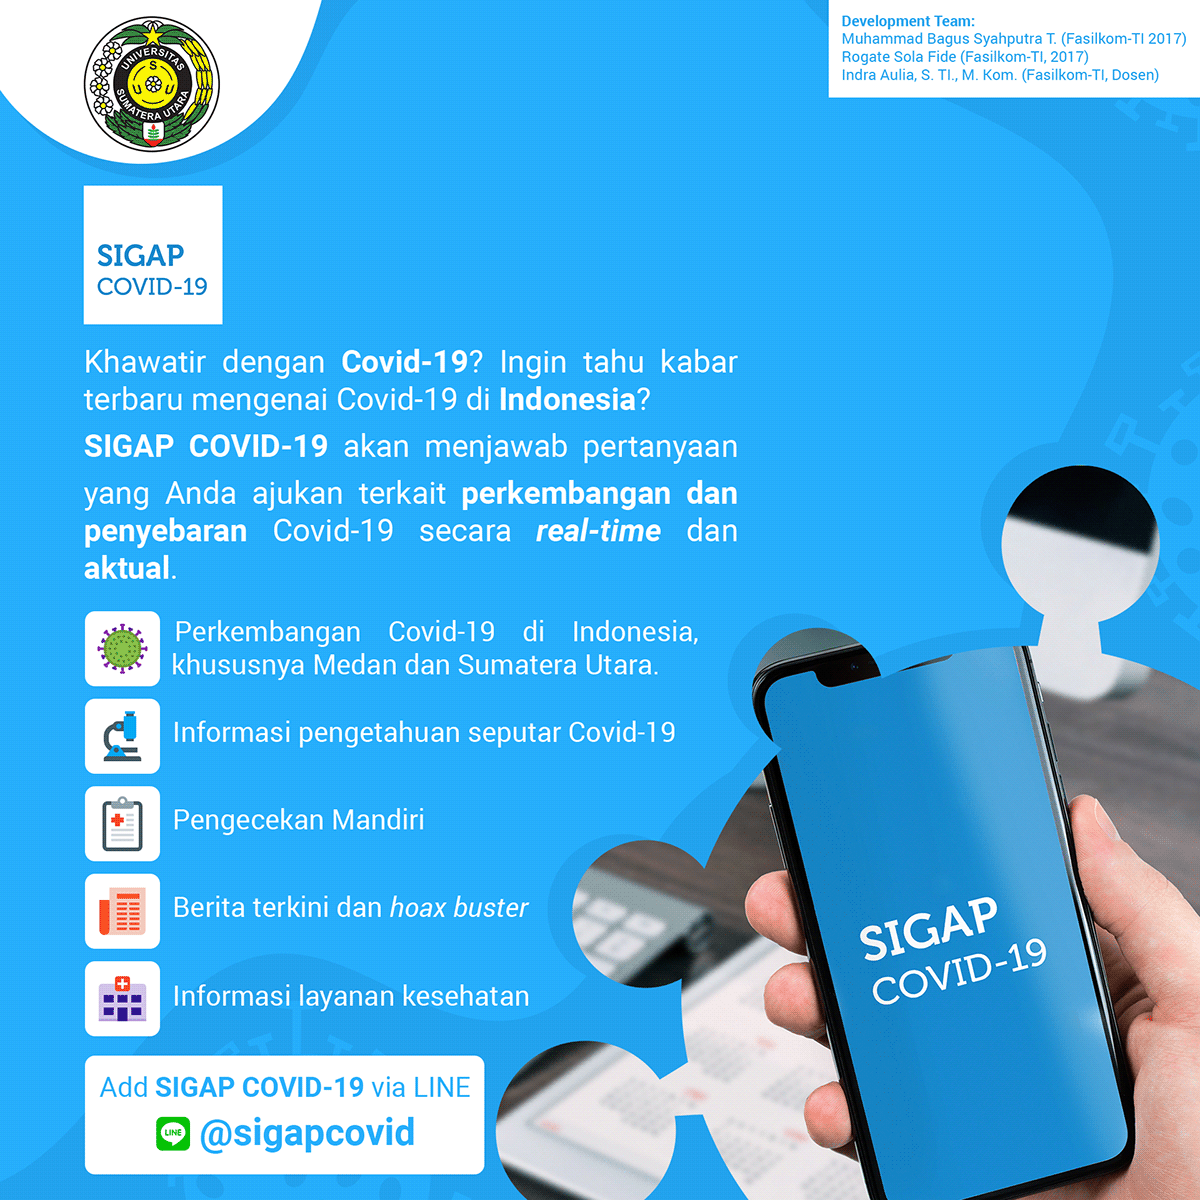 UNIVERSITAS
SUMATERA UTARA
Development Team:
Muhammad Bagus Syahputra T. (Fasilkom-TI 2017)
Rogate Sola Fide (Fasilkom-TI, 2017)
Indra Aulia, S. TI., M. Kom. (Fasilkom-TI, Dosen)
SIGAP
COVID-19
Khawatir dengan Covid-19? Ingin tahu kabar
terbaru mengenai Covid-19 di Indonesia?
SIGAP COVID-19 akan menjawab pertanyaan
yang Anda ajukan terkait perkembangan dan
penyebaran Covid-19 secara real-time dan
aktual.
Perkembangan Covid-19 di Indonesia,
khususnya Medan dan Sumatera Utara.
Informasi pengetahuan seputar Covid-19
Pengecekan Mandiri
Berita terkini dan hoax buster
Informasi layanan kesehatan
Add SIGAP COVID-19 via LINE
LINE @sigapcovid
SIGAP
COVID-19